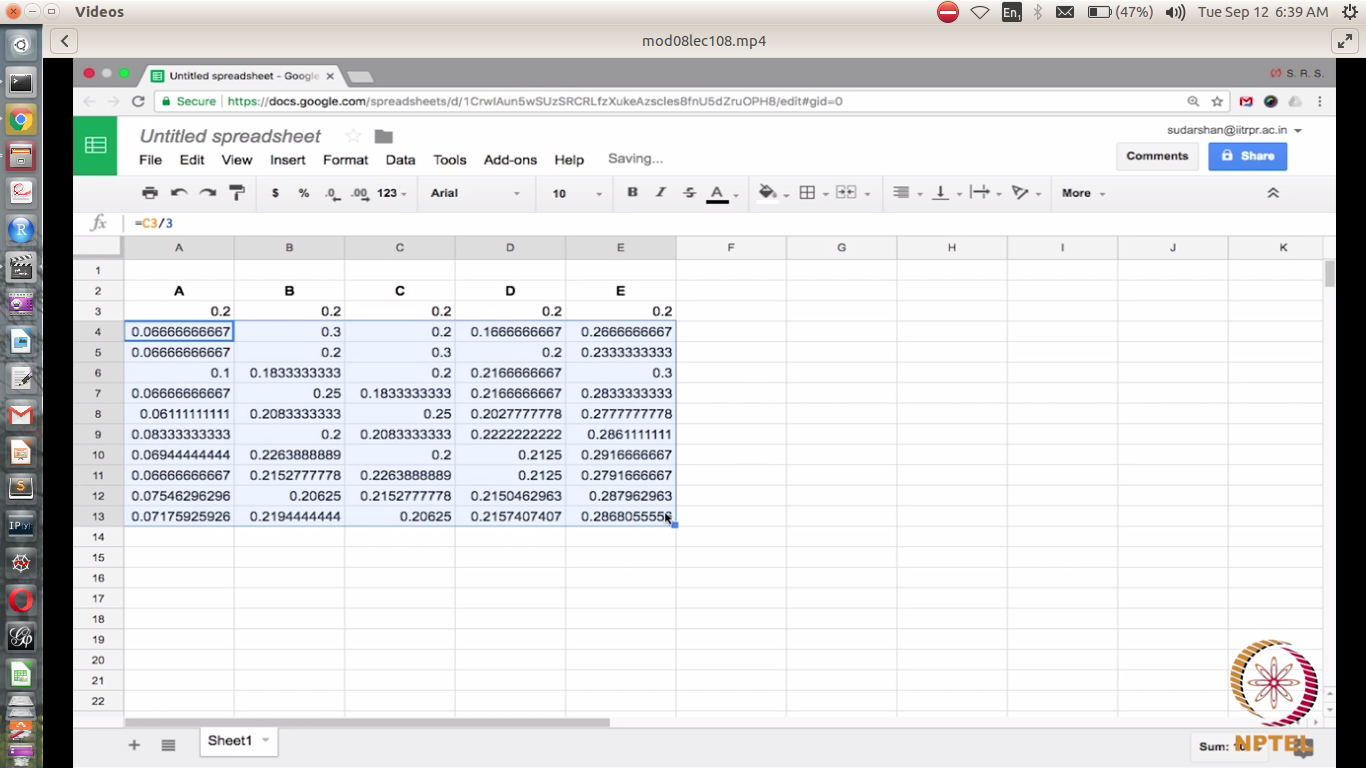 Videos
En1
(47%)
Tue Sep 12 6:39 AM
mod08lec108.mp4
Untitled spreadsheet - Google
S. R. S.
Secure
https://docs.google.com/spreadsheets/d/1CrwIAun5wSUzSRCRLfzXukeAzscIes8fnU5dZruOPH8/edit#gid=0
Untitled spreadsheet
sudarshan@iitrpr.ac.in
File Edit View Insert Format Data Tools Add-ons Help Saving...
Comments
Share
$ % .0 .00 123 Arial 10 B I S A More
fx =C3/3
A B C D E F G H I J K
1
2 A B C D E
3 0.2 0.2 0.2 0.2 0.2
4 0.06666666667 0.3 0.2 0.1666666667 0.2666666667
5 0.06666666667 0.2 0.3 0.2 0.2333333333
6 0.1 0.1833333333 0.2 0.2166666667 0.3
7 0.06666666667 0.25 0.1833333333 0.2166666667 0.2833333333
8 0.06111111111 0.2083333333 0.25 0.2027777778 0.2777777778
9 0.08333333333 0.2 0.2083333333 0.2222222222 0.2861111111
10 0.06944444444 0.2263888889 0.2 0.2125 0.2916666667
11 0.06666666667 0.2152777778 0.2263888889 0.2125 0.2791666667
12 0.07546296296 0.20625 0.2152777778 0.2150462963 0.287962963
13 0.07175925926 0.2194444444 0.20625 0.2157407407 0.2868055556
14
15
16
17
18
19
20
21
22
Sheet1
Sum:
NPTEL